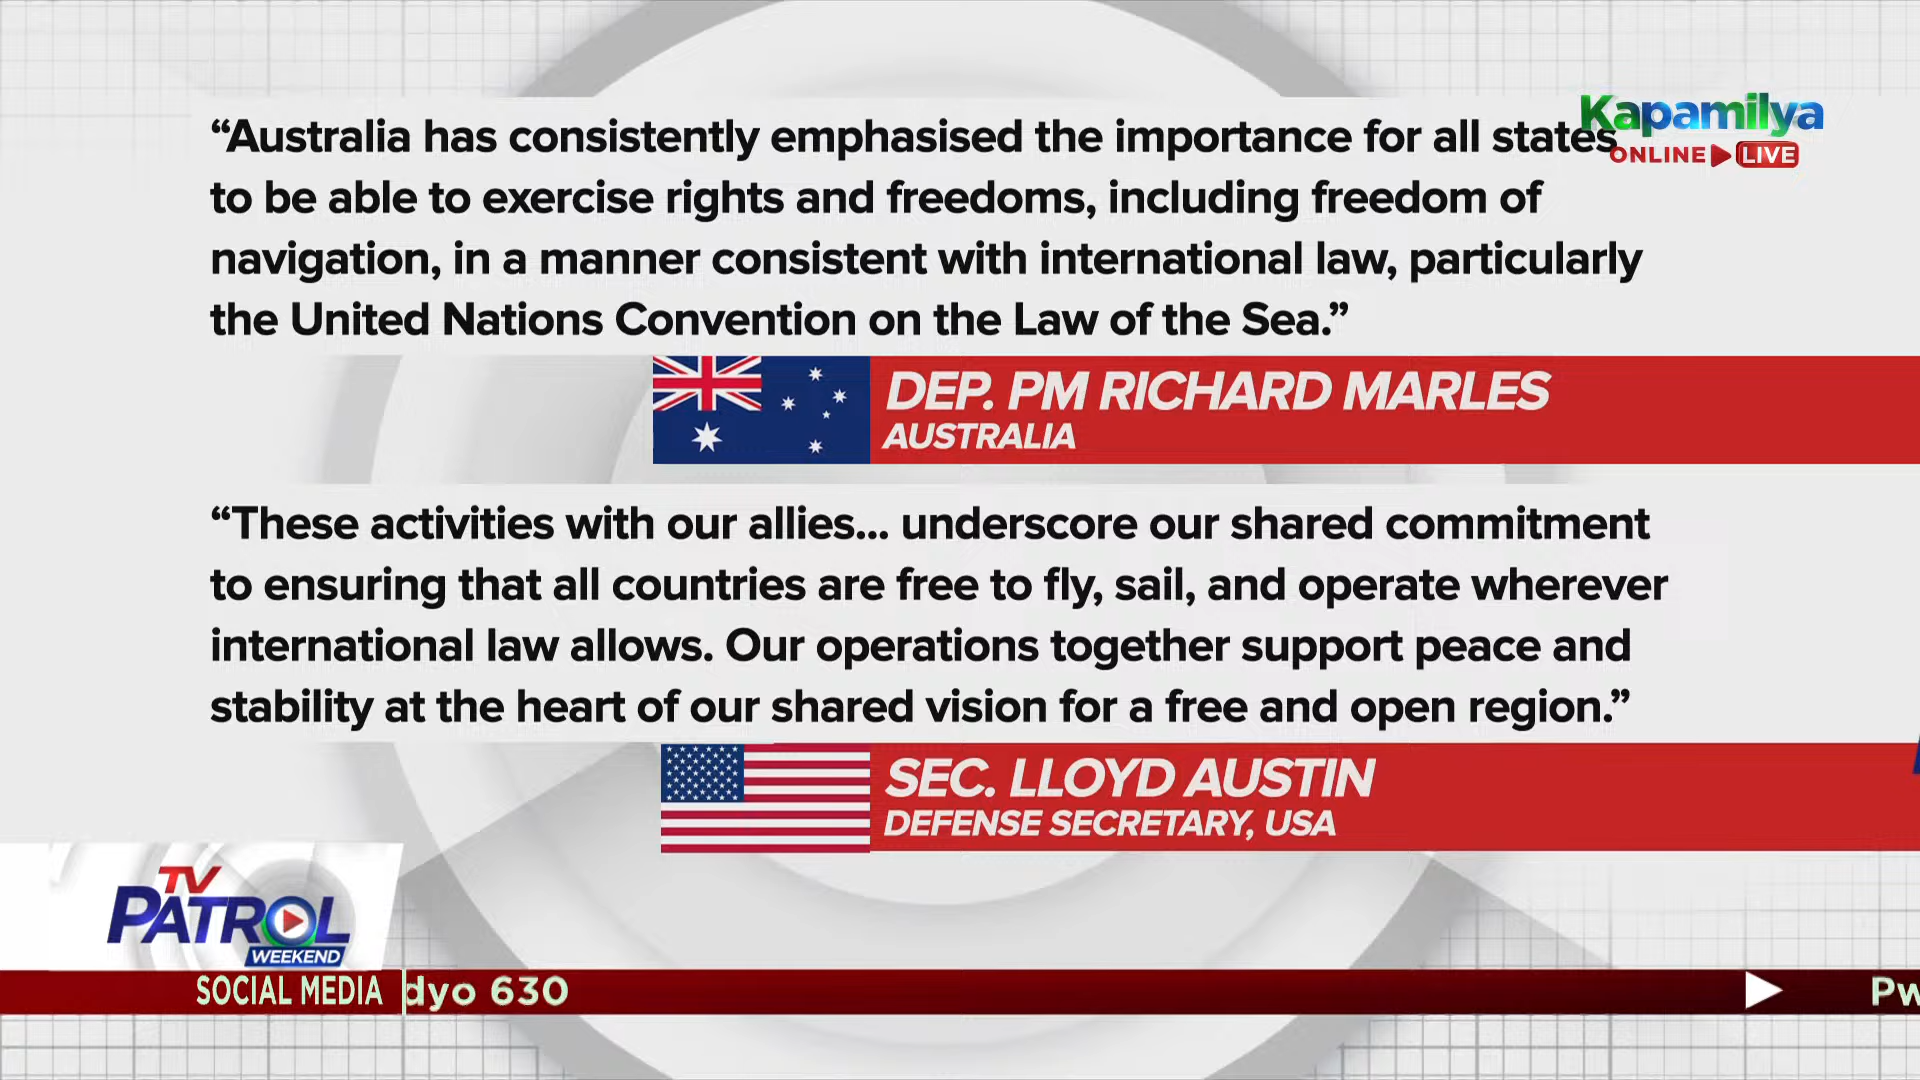 “Australia has consistently emphasised the importance for all states
to be able to exercise rights and freedoms, including freedom of
navigation, in a manner consistent with international law, particularly
the United Nations Convention on the Law of the Sea.”
Kapamilya
ONLINE LIVE
DEP. PM RICHARD MARLES
AUSTRALIA
“These activities with our allies... underscore our shared commitment
to ensuring that all countries are free to fly, sail, and operate wherever
international law allows. Our operations together support peace and
stability at the heart of our shared vision for a free and open region.”
SEC. LLOYD AUSTIN
DEFENSE SECRETARY, USA
TV
PATROL
WEEKEND
SOCIAL MEDIA dyo 630 Pw